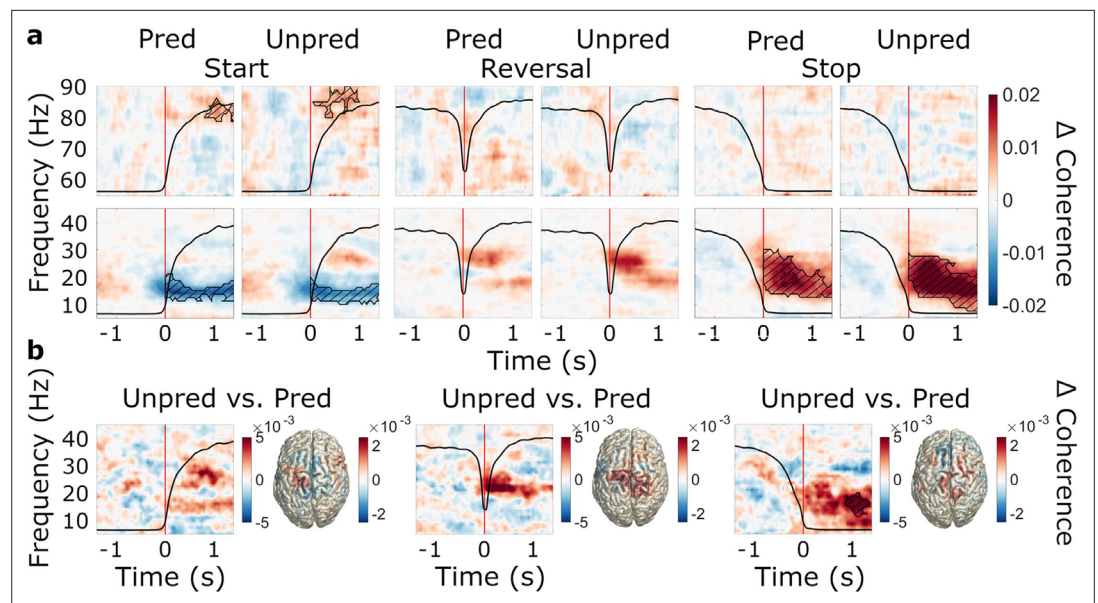 a
Pred Unpred Pred Unpred Pred Unpred
Start Reversal Stop
Frequency (Hz)
90
80
70
60
40
30
20
10
-1 0 1 -1 0 1 -1 0 1 -1 0 1 -1 0 1 -1 0 1
Time (s)
0.02
0.01
0
-0.01
-0.02
Δ Coherence
b
Unpred vs. Pred Unpred vs. Pred Unpred vs. Pred
Frequency (Hz)
40
30
20
10
×10⁻³ ×10⁻³ ×10⁻³ ×10⁻³ ×10⁻³ ×10⁻³
5 2 5 2 5 2
0 0 0 0 0 0
-5 -2 -5 -2 -5 -2
-1 0 1 -1 0 1 -1 0 1
Time (s) Time (s) Time (s)
Δ Coherence